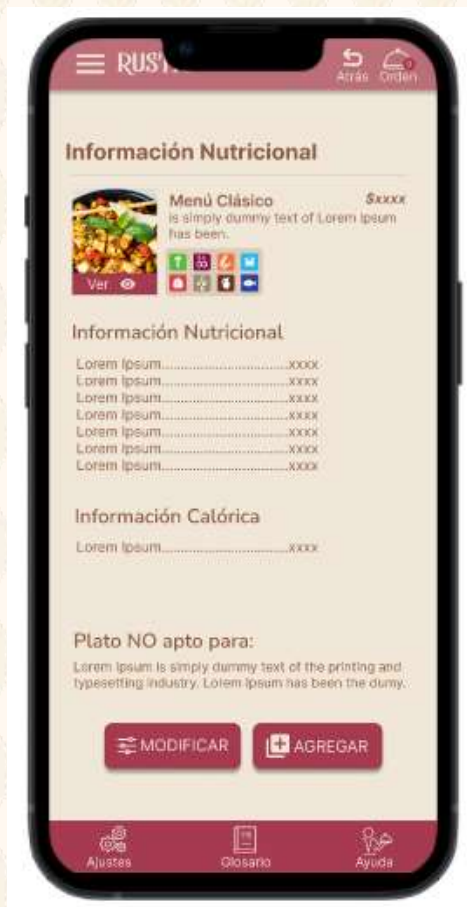 Atrás Orden
Información Nutricional
Menú Clásico $xxxx
is simply dummy text of Lorem Ipsum
has been.
Ver
Información Nutricional
Lorem Ipsum................................xxxx
Lorem Ipsum................................xxxx
Lorem Ipsum................................xxxx
Lorem Ipsum................................xxxx
Lorem Ipsum................................xxxx
Lorem Ipsum................................xxxx
Lorem Ipsum................................xxxx
Información Calórica
Lorem Ipsum................................xxxx
Plato NO apto para:
Lorem Ipsum is simply dummy text of the printing and
typesetting industry. Lorem Ipsum has been the dumy.
MODIFICAR AGREGAR
Ajustes Glosario Ayuda